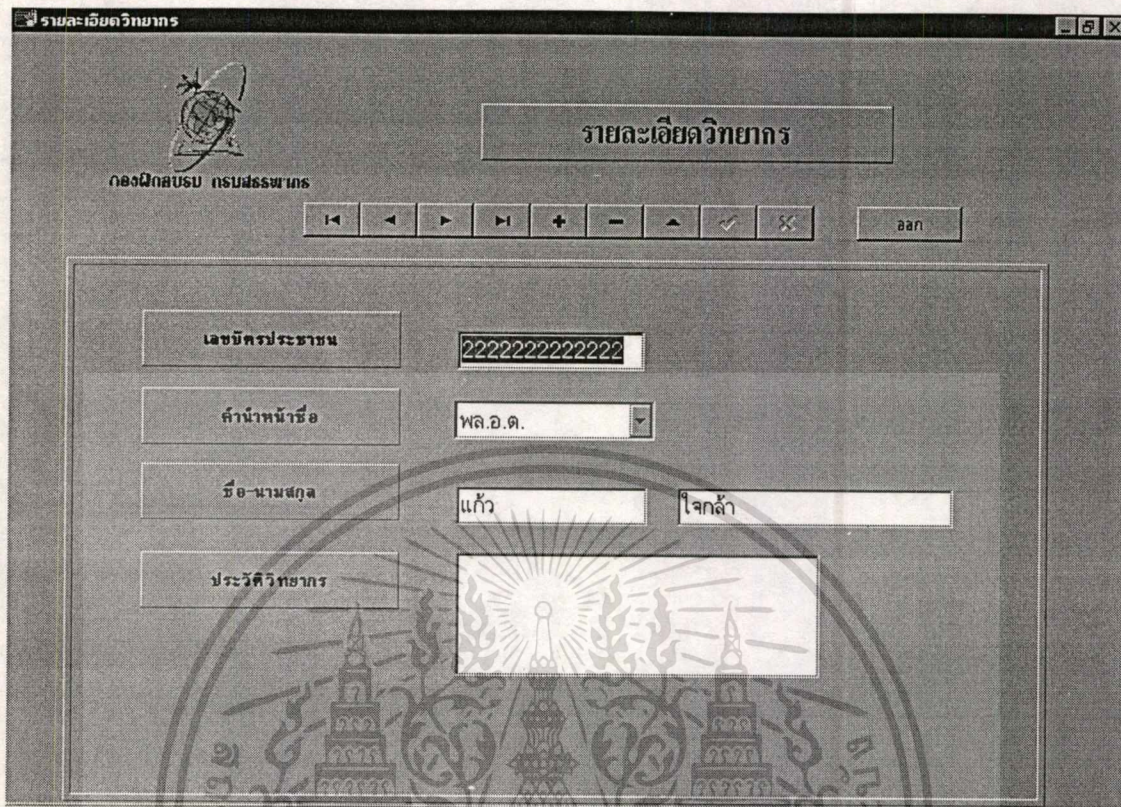 รายละเอียดวิทยากร
รายละเอียดวิทยากร
กองฝึกอบรม กรมสรรพากร
ออก
เลขบัตรประชาชน
2222222222222
คำนำหน้าชื่อ
พล.อ.ต.
ชื่อ-นามสกุล
แก้ว
ใจกล้า
ประวัติวิทยากร